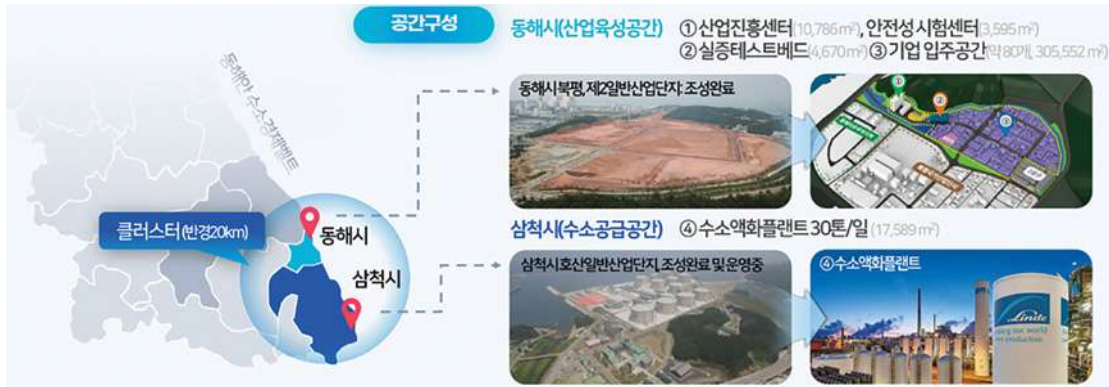 공간구성
동해시(산업육성공간) ① 산업진흥센터(10,786㎡), 안전성 시험센터(3,595㎡)
② 실증테스트베드(4,670㎡) ③ 기업 입주공간(약 80개, 305,552㎡)
동해안 수소경제벨트
동해시 북평, 제2일반산업단지: 조성완료
①
②
③
클러스터(반경20km)
동해시
삼척시
삼척시(수소공급공간) ④ 수소액화플랜트 30톤/일 (17,589㎡)
삼척시 호산일반산업단지, 조성완료 및 운영중
④수소액화플랜트
Linde